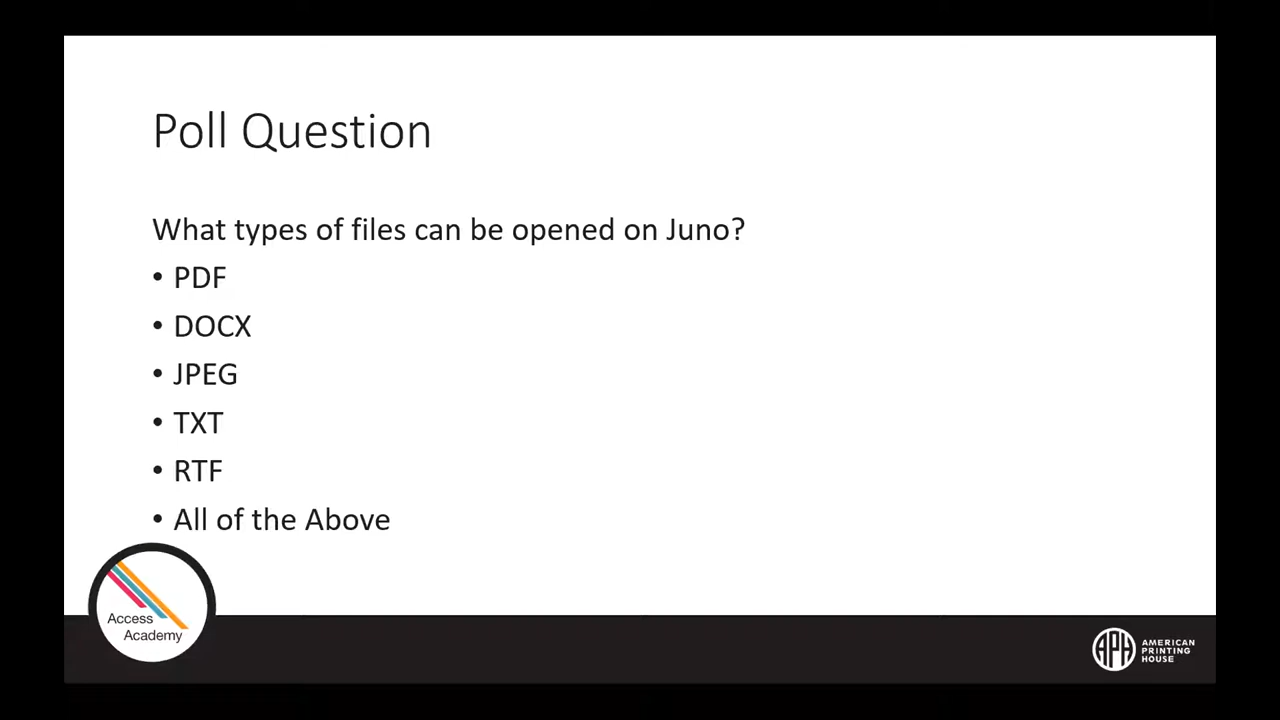 Poll Question
What types of files can be opened on Juno?
• PDF
• DOCX
• JPEG
• TXT
• RTF
• All of the Above
Access
Academy
APH
AMERICAN
PRINTING
HOUSE